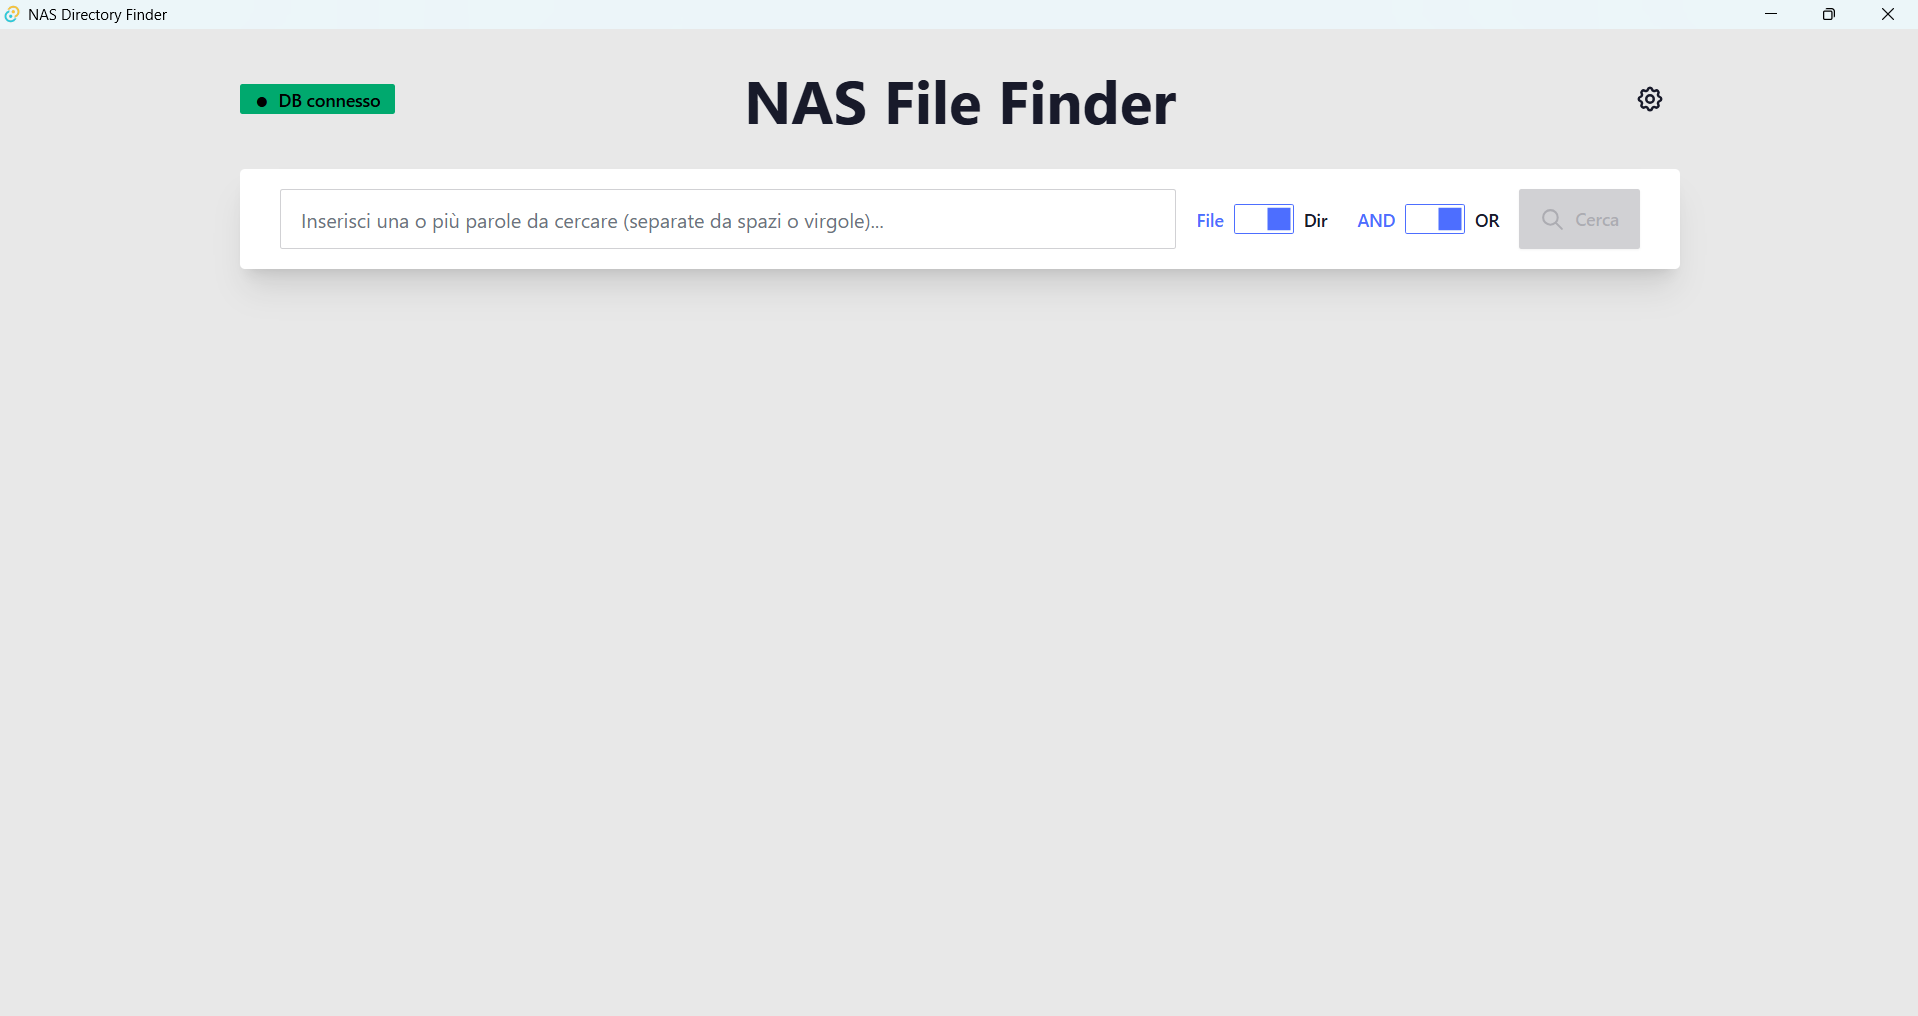 NAS Directory Finder
DB connesso
NAS File Finder
Inserisci una o più parole da cercare (separate da spazi o virgole)...
File
Dir
AND
OR
Cerca